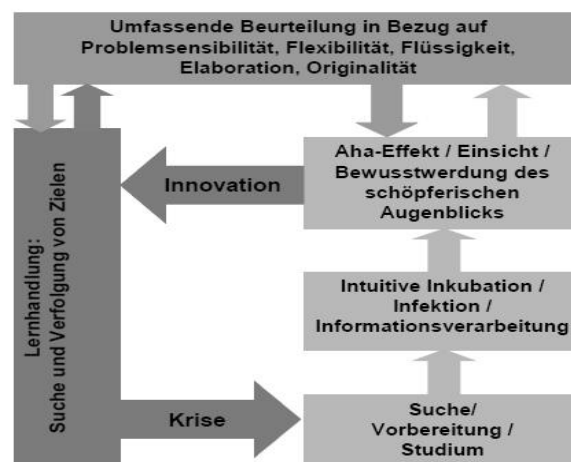 Umfassende Beurteilung in Bezug auf
Problemsensibilität, Flexibilität, Flüssigkeit,
Elaboration, Originalität
Lernhandlung:
Suche und Verfolgung von Zielen
Innovation
Aha-Effekt / Einsicht /
Bewusstwerdung des
schöpferischen
Augenblicks
Intuitive Inkubation /
Infektion /
Informationsverarbeitung
Krise
Suche/
Vorbereitung /
Studium